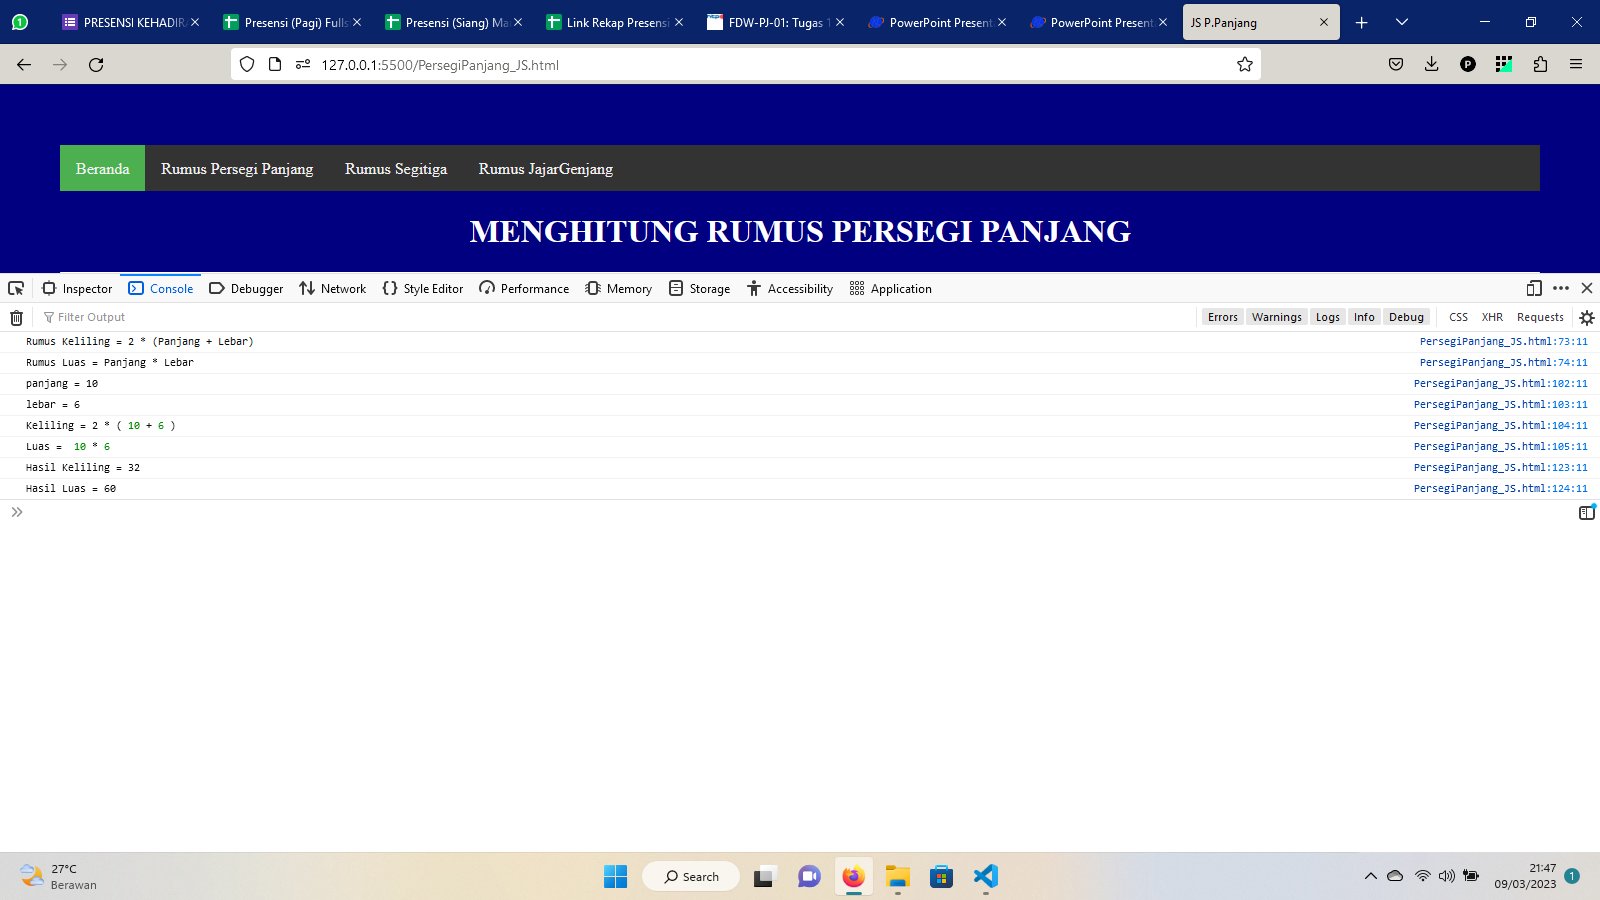 1
PRESENSI KEHADIRA
Presensi (Pagi) Fulls
Presensi (Siang) Ma
Link Rekap Presensi
FDW-PJ-01: Tugas 1
PowerPoint Present
PowerPoint Present
JS P.Panjang
127.0.0.1:5500/PersegiPanjang_JS.html
P
Beranda
Rumus Persegi Panjang
Rumus Segitiga
Rumus JajarGenjang
MENGHITUNG RUMUS PERSEGI PANJANG
Inspector
Console
Debugger
Network
Style Editor
Performance
Memory
Storage
Accessibility
Application
Filter Output
Errors
Warnings
Logs
Info
Debug
CSS
XHR
Requests
Rumus Keliling = 2 * (Panjang + Lebar) PersegiPanjang_JS.html:73:11
Rumus Luas = Panjang * Lebar PersegiPanjang_JS.html:74:11
panjang = 10 PersegiPanjang_JS.html:102:11
lebar = 6 PersegiPanjang_JS.html:103:11
Keliling = 2 * ( 10 + 6 ) PersegiPanjang_JS.html:104:11
Luas =  10 * 6 PersegiPanjang_JS.html:105:11
Hasil Keliling = 32 PersegiPanjang_JS.html:123:11
Hasil Luas = 60 PersegiPanjang_JS.html:124:11
27°C
Berawan
Search
21:47
09/03/2023
1